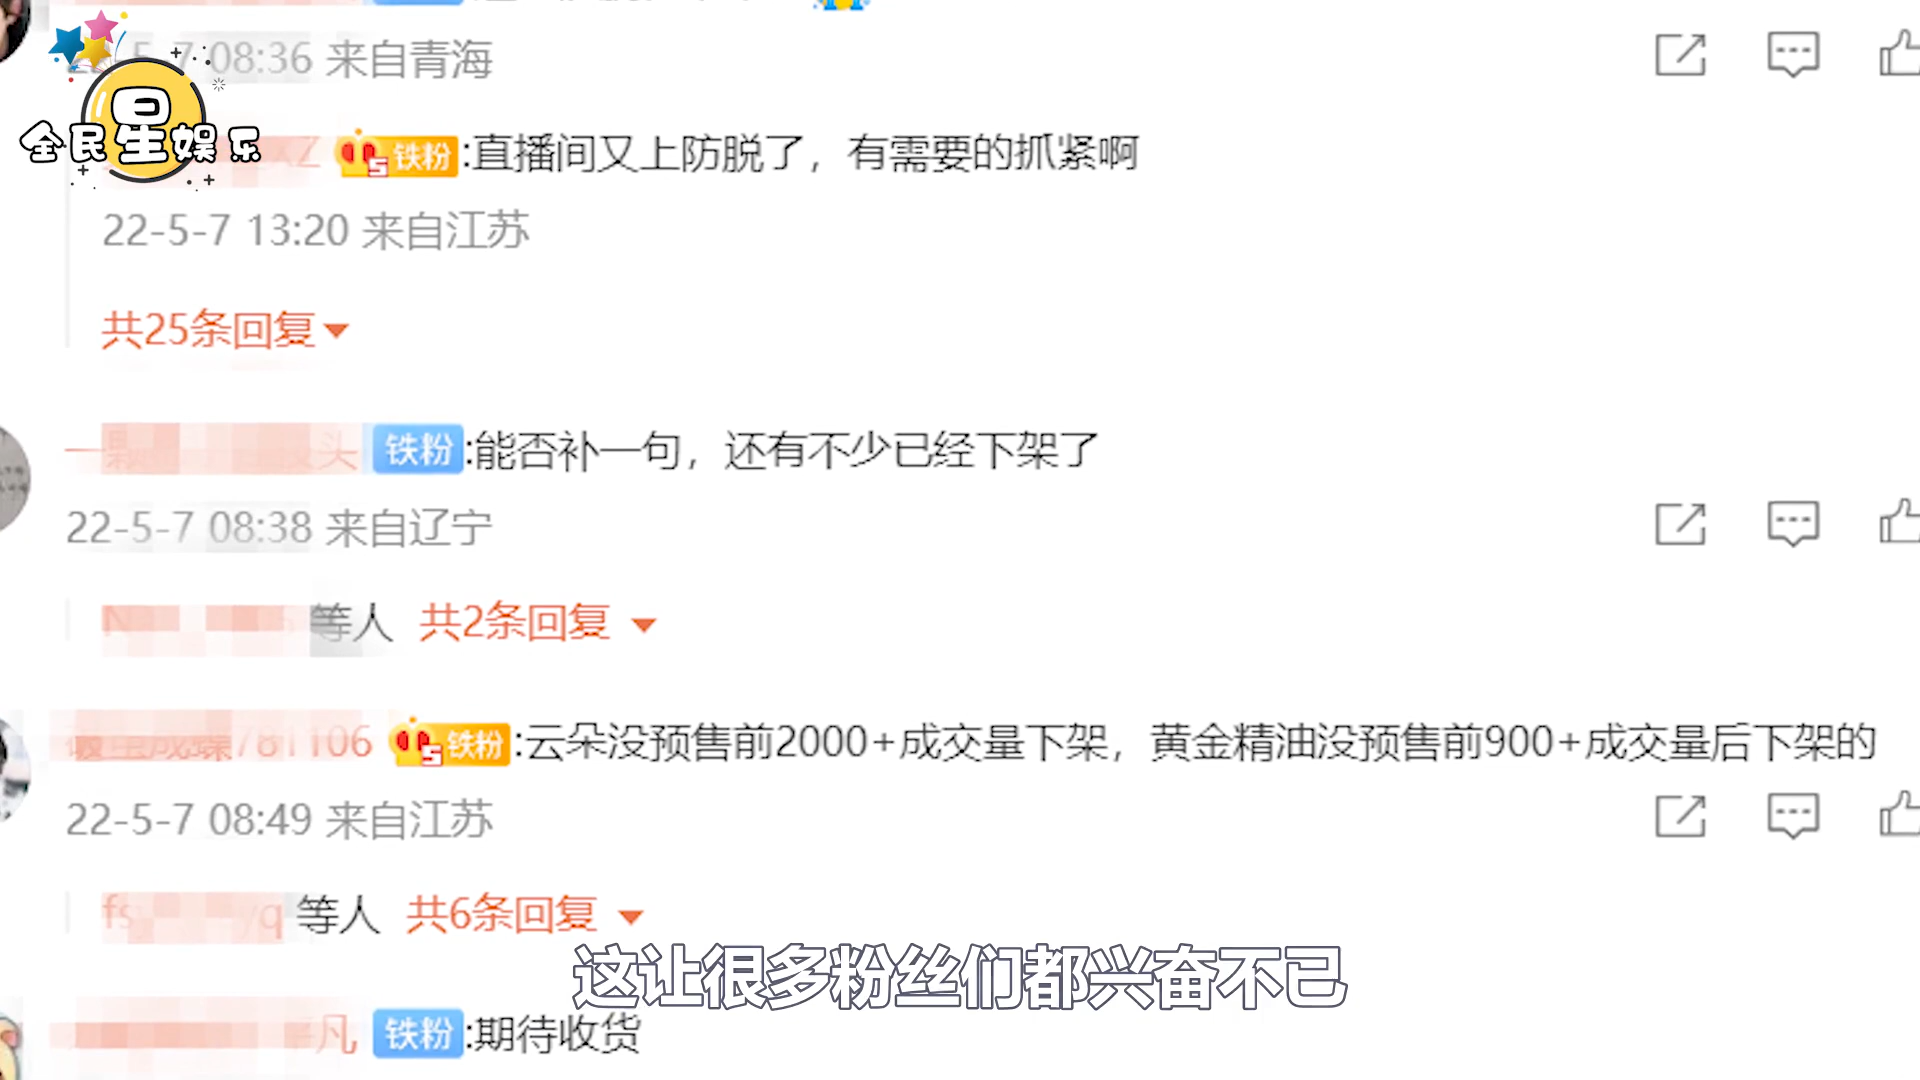 22-5-7 08:36 来自青海
全民星娱乐
Z 铁粉:直播间又上防脱了，有需要的抓紧啊
22-5-7 13:20 来自江苏
共25条回复
头 铁粉:能否补一句，还有不少已经下架了
22-5-7 08:38 来自辽宁
等人 共2条回复
781106 铁粉:云朵没预售前2000+成交量下架，黄金精油没预售前900+成交量后下架的
22-5-7 08:49 来自江苏
等人 共6条回复
这让很多粉丝们都兴奋不已
凡 铁粉:期待收货